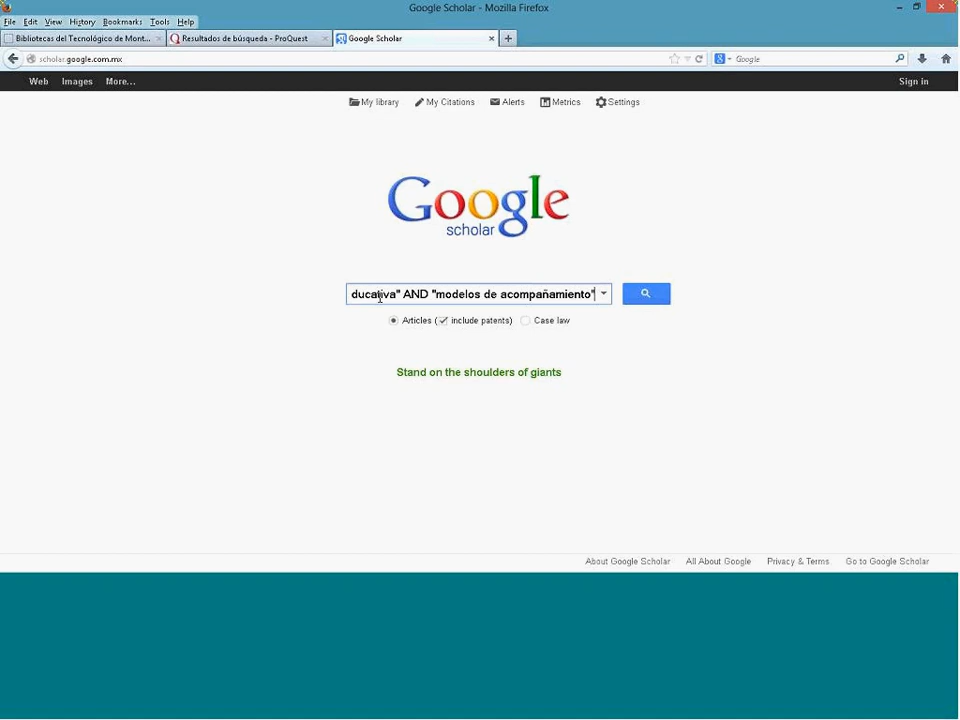 Google Scholar - Mozilla Firefox
File Edit View History Bookmarks Tools Help
Bibliotecas del Tecnológico de Mont... × Resultados de búsqueda - ProQuest × Google Scholar × +
scholar.google.com.mx Google
Web Images More... Sign in
My library My Citations Alerts Metrics Settings
Google
scholar
ducativa" AND "modelos de acompañamiento"
Articles (✓ include patents) Case law
Stand on the shoulders of giants
About Google Scholar All About Google Privacy & Terms Go to Google Scholar